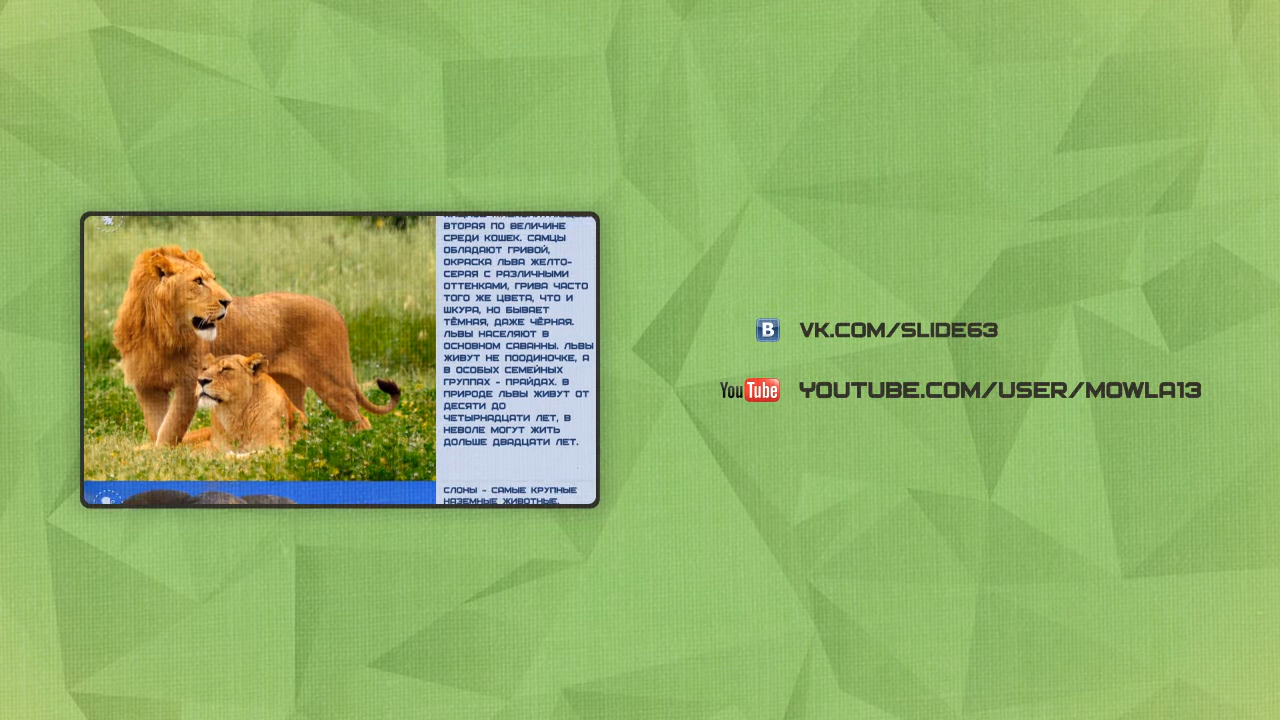 ВТОРАЯ ПО ВЕЛИЧИНЕ
СРЕДИ КОШЕК. САМЦЫ
ОБЛАДАЮТ ГРИВОЙ,
ОКРАСКА ЛЬВА ЖЕЛТО-
СЕРАЯ С РАЗЛИЧНЫМИ
ОТТЕНКАМИ, ГРИВА ЧАСТО
ТОГО ЖЕ ЦВЕТА, ЧТО И
ШКУРА, НО БЫВАЕТ
ТЁМНАЯ, ДАЖЕ ЧЁРНАЯ.
ЛЬВЫ НАСЕЛЯЮТ В
ОСНОВНОМ САВАННЫ. ЛЬВЫ
ЖИВУТ НЕ ПООДИНОЧКЕ, А
В ОСОБЫХ СЕМЕЙНЫХ
ГРУППАХ - ПРАЙДАХ. В
ПРИРОДЕ ЛЬВЫ ЖИВУТ ОТ
ДЕСЯТИ ДО
ЧЕТЫРНАДЦАТИ ЛЕТ, В
НЕВОЛЕ МОГУТ ЖИТЬ
ДОЛЬШЕ ДВАДЦАТИ ЛЕТ.
СЛОНЫ - САМЫЕ КРУПНЫЕ
НАЗЕМНЫЕ ЖИВОТНЫЕ.
B VK.COM/SLIDE63
YouTube YOUTUBE.COM/USER/MOWLA13